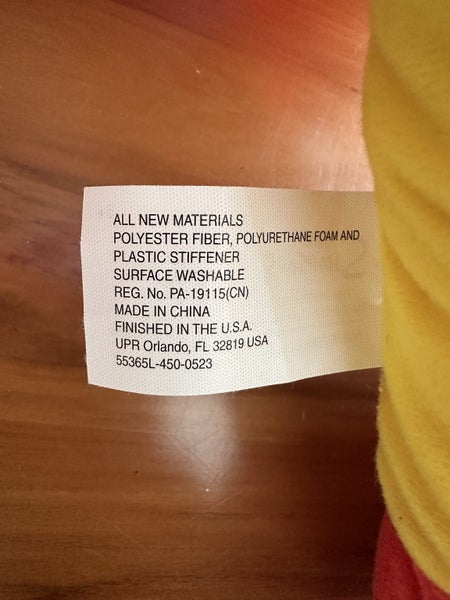 ALL NEW MATERIALS
POLYESTER FIBER, POLYURETHANE FOAM AND
PLASTIC STIFFENER
SURFACE WASHABLE
REG. No. PA-19115(CN)
MADE IN CHINA
FINISHED IN THE U.S.A.
UPR Orlando, FL 32819 USA
55365L-450-0523